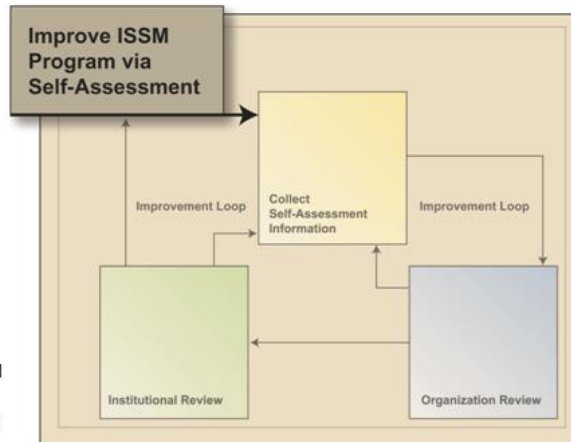 Improve ISSM
Program via
Self-Assessment
Collect
Self-Assessment
Information
Improvement Loop
Improvement Loop
Institutional Review
Organization Review